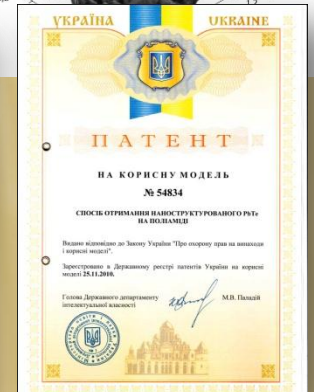 УКРАЇНА UKRAINE
ПАТЕНТ
НА КОРИСНУ МОДЕЛЬ
№ 54834
СПОСІБ ОТРИМАННЯ НАНОСТРУКТУРОВАНОГО PbTe
НА ПОЛІАМІДІ
Видано відповідно до Закону України "Про охорону прав на винаходи
і корисні моделі".
Зареєстровано в Державному реєстрі патентів України на корисні
моделі 25.11.2010.
Голова Державного департаменту
інтелектуальної власності М.В. Паладій